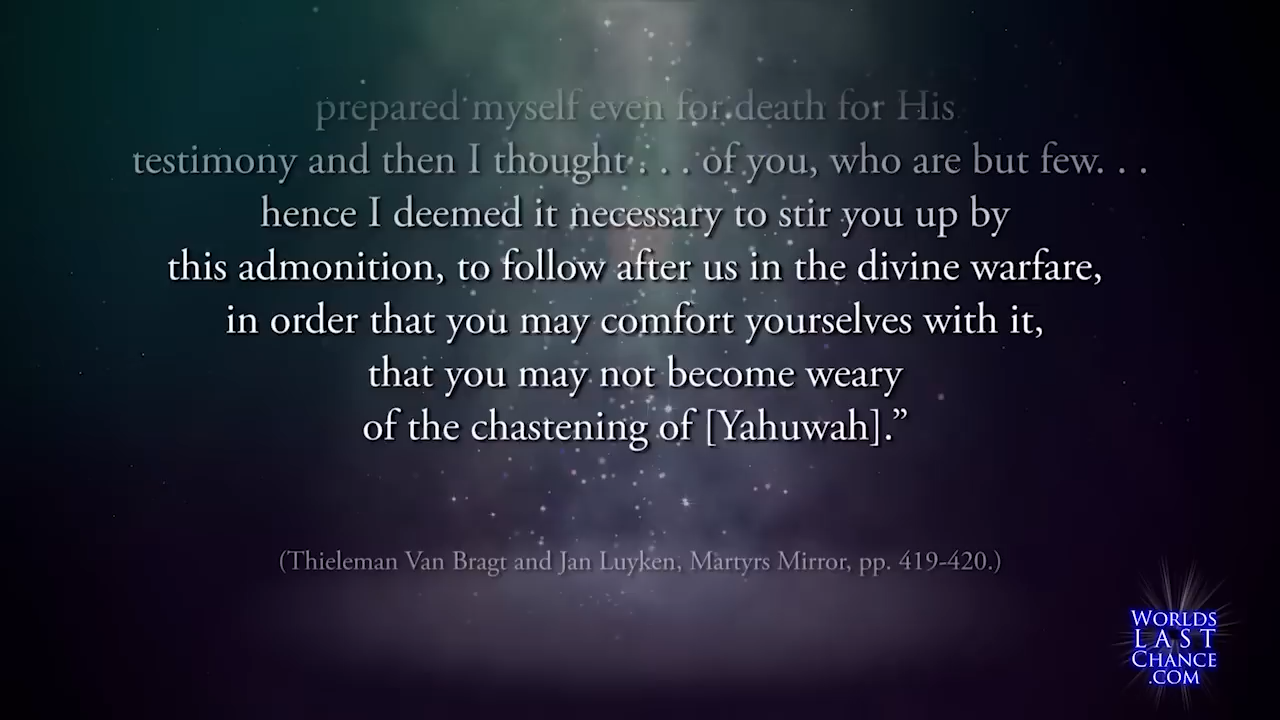 prepared myself even for death for His
testimony and then I thought . . . of you, who are but few. . .
hence I deemed it necessary to stir you up by
this admonition, to follow after us in the divine warfare,
in order that you may comfort yourselves with it,
that you may not become weary
of the chastening of [Yahuwah].”
(Thieleman Van Bragt and Jan Luyken, Martyrs Mirror, pp. 419-420.)
WORLDS
LAST
CHANCE
.COM